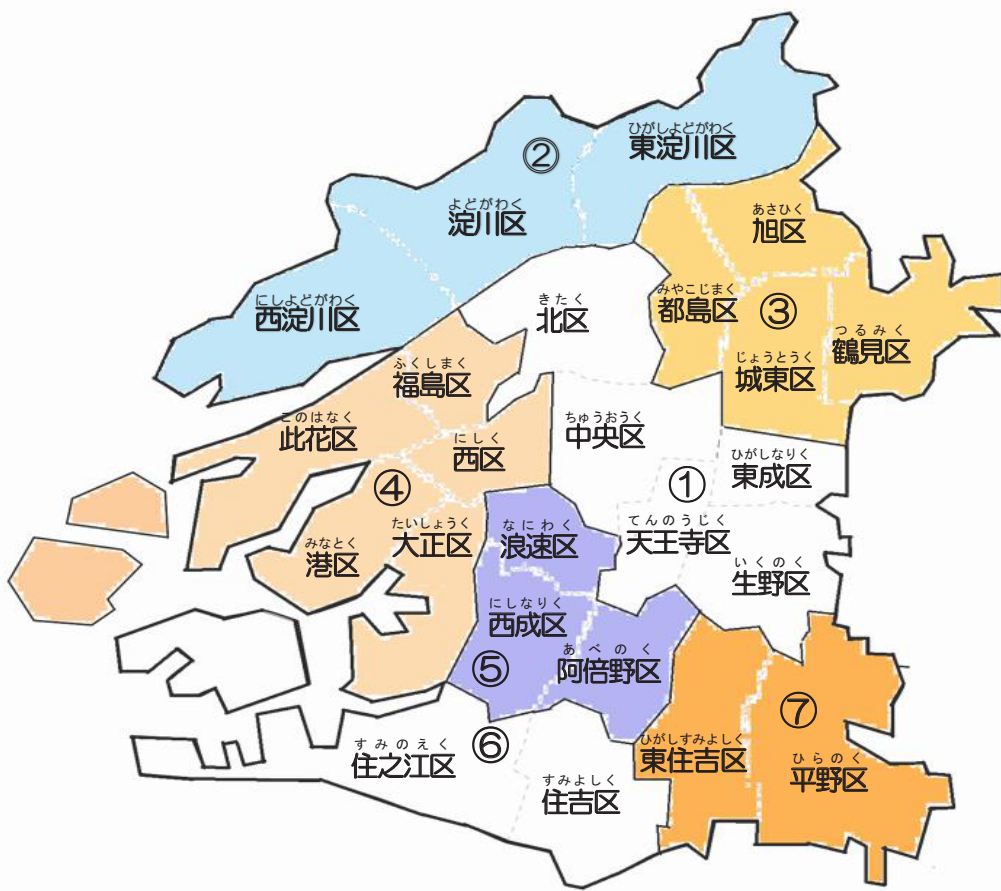 ひがしよどがわく
東淀川区
②
よどがわく
淀川区
あさひく
旭区
にしよどがわく
西淀川区
きたく
北区
みやこじまく
都島区
③
つるみく
鶴見区
じょうとうく
城東区
ふくしまく
福島区
このはなく
此花区
にしく
西区
ちゅうおうく
中央区
ひがしなりく
東成区
④
①
たいしょうく
大正区
みなとく
港区
なにわく
浪速区
てんのうじく
天王寺区
いくのく
生野区
にしなりく
西成区
あべのく
阿倍野区
⑤
⑦
⑥
すみのえく
住之江区
すみよしく
住吉区
ひがしすみよしく
東住吉区
ひらのく
平野区